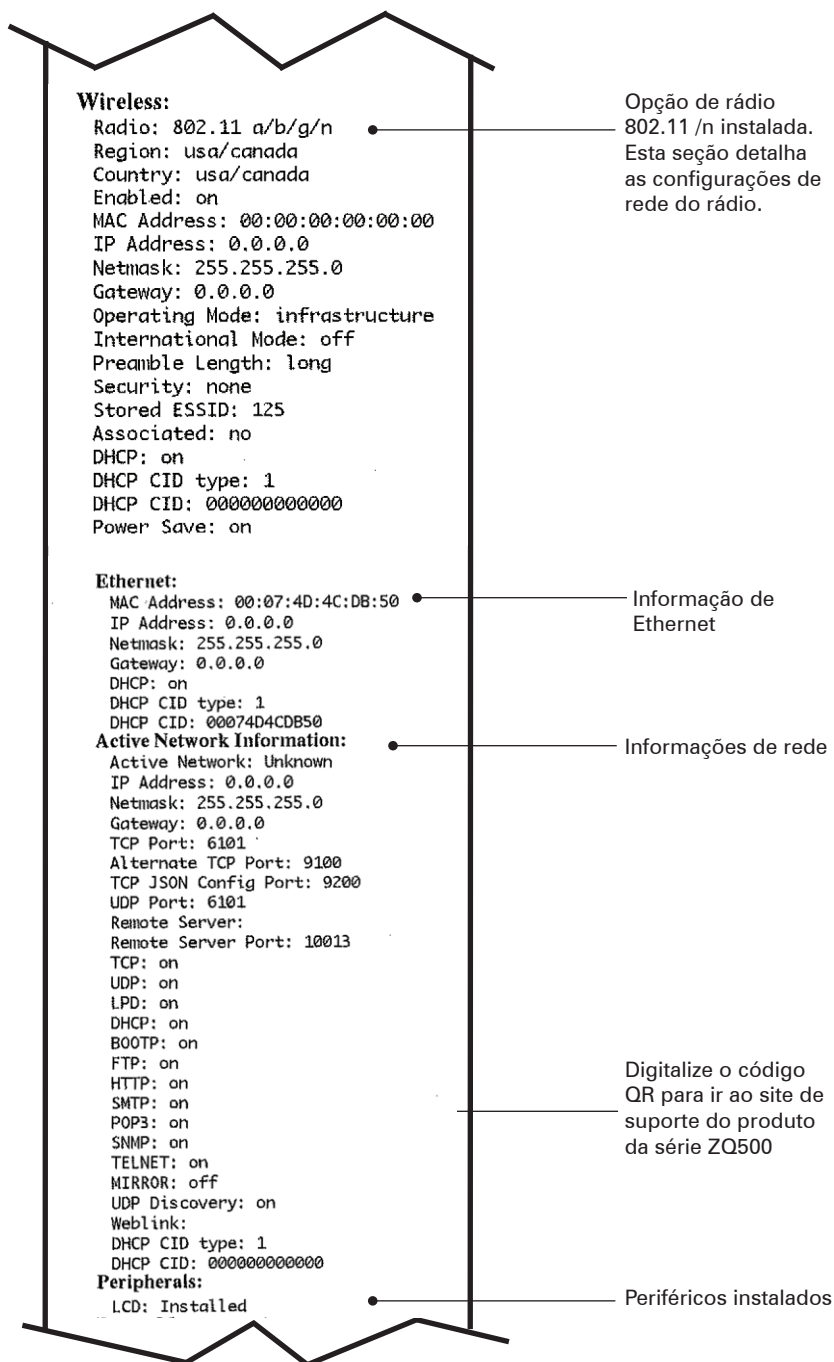 Wireless:
Radio: 802.11 a/b/g/n
Region: usa/canada
Country: usa/canada
Enabled: on
MAC Address: 00:00:00:00:00:00
IP Address: 0.0.0.0
Netmask: 255.255.255.0
Gateway: 0.0.0.0
Operating Mode: infrastructure
International Mode: off
Preamble Length: long
Security: none
Stored ESSID: 125
Associated: no
DHCP: on
DHCP CID type: 1
DHCP CID: 000000000000
Power Save: on
Opção de rádio
802.11 /n instalada.
Esta seção detalha
as configurações de
rede do rádio.
Ethernet:
MAC Address: 00:07:4D:4C:DB:50
IP Address: 0.0.0.0
Netmask: 255.255.255.0
Gateway: 0.0.0.0
DHCP: on
DHCP CID type: 1
DHCP CID: 00074D4CDB50
Informação de
Ethernet
Active Network Information:
Active Network: Unknown
IP Address: 0.0.0.0
Netmask: 255.255.255.0
Gateway: 0.0.0.0
TCP Port: 6101
Alternate TCP Port: 9100
TCP JSON Config Port: 9200
UDP Port: 6101
Remote Server:
Remote Server Port: 10013
TCP: on
UDP: on
LPD: on
DHCP: on
BOOTP: on
FTP: on
HTTP: on
SMTP: on
POP3: on
SNMP: on
TELNET: on
MIRROR: off
UDP Discovery: on
Weblink:
DHCP CID type: 1
DHCP CID: 000000000000
Informações de rede
Digitalize o código
QR para ir ao site de
suporte do produto
da série ZQ500
Peripherals:
LCD: Installed
Periféricos instalados